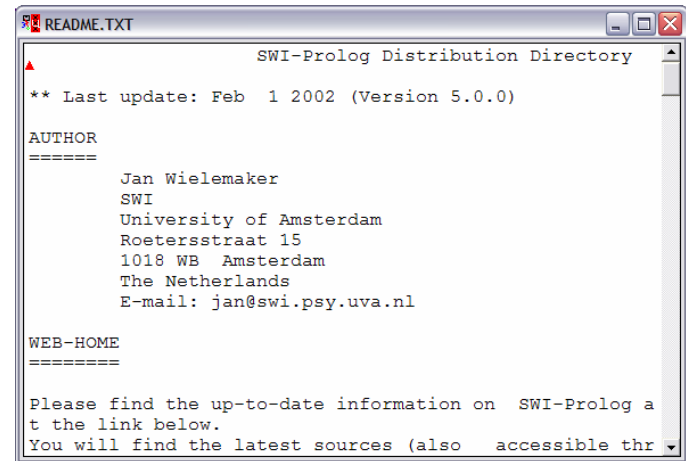 README.TXT
SWI-Prolog Distribution Directory
** Last update: Feb  1 2002 (Version 5.0.0)
AUTHOR
======
Jan Wielemaker
SWI
University of Amsterdam
Roetersstraat 15
1018 WB  Amsterdam
The Netherlands
E-mail: jan@swi.psy.uva.nl
WEB-HOME
========
Please find the up-to-date information on  SWI-Prolog a
t the link below.
You will find the latest sources (also   accessible thr